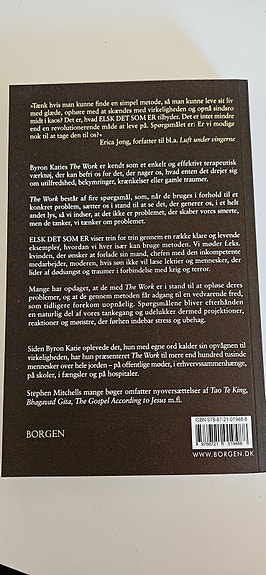 »Tænk hvis man kunne finde en simpel metode, så man kunne leve sit liv
med glæde, ophøre med at skændes med virkeligheden og opnå sindsro
midt i kaos? Det er, hvad ELSK DET SOM ER tilbyder. Det er intet mindre
end en revolutionerende måde at leve på. Spørgsmålet er: Er vi modige
nok til at tage den til os?«
Erica Jong, forfatter til bl.a. Luft under vingerne
Byron Katies The Work er kendt som et enkelt og effektivt terapeutisk
værktøj, der kan befri os for det, der nager os, hvad enten det drejer sig
om utilfredshed, bekymringer, krænkelser eller gamle traumer.
The Work består af fire spørgsmål, som, når de bruges i forhold til et
konkret problem, sætter os i stand til at se det, der generer os, i et helt
andet lys, så vi indser, at det ikke er problemet, der skaber vores smerte,
men de tanker, vi tænker om problemet.
ELSK DET SOM ER viser trin for trin gennem en række klare og levende
eksempler, hvordan vi hver især kan bruge metoden. Vi møder f.eks.
kvinden, der ønsker at forlade sin mand, chefen med den inkompetente
medarbejder, moderen, hvis søn ikke vil læse lektier og mennesker, der
lider af dødsangst og traumer i forbindelse med krig og terror.
Mange har opdaget, at de med The Work er i stand til at opløse deres
problemer, og at de gennem metoden får adgang til en vedvarende fred,
som tidligere forekom uopnåelig. Spørgsmålene bliver efterhånden
en naturlig del af vores tankegang og udelukker dermed projektioner,
reaktioner og mønstre, der førhen indebar stress og ubehag.
Siden Byron Katie oplevede det, hun med egne ord kalder sin opvågnen til
virkeligheden, har hun præsenteret The Work til mere end hundred tusinde
mennesker over hele jorden – på offentlige møder, i erhvervssammenhænge,
på skoler, i fængsler og på hospitaler.
Stephen Mitchells mange bøger omfatter nyoversættelser af Tao Te King,
Bhagavad Gita, The Gospel According to Jesus m.fl.
ISBN 978-87-21-01948-8
9788721 019488
BORGEN
WWW.BORGEN.DK